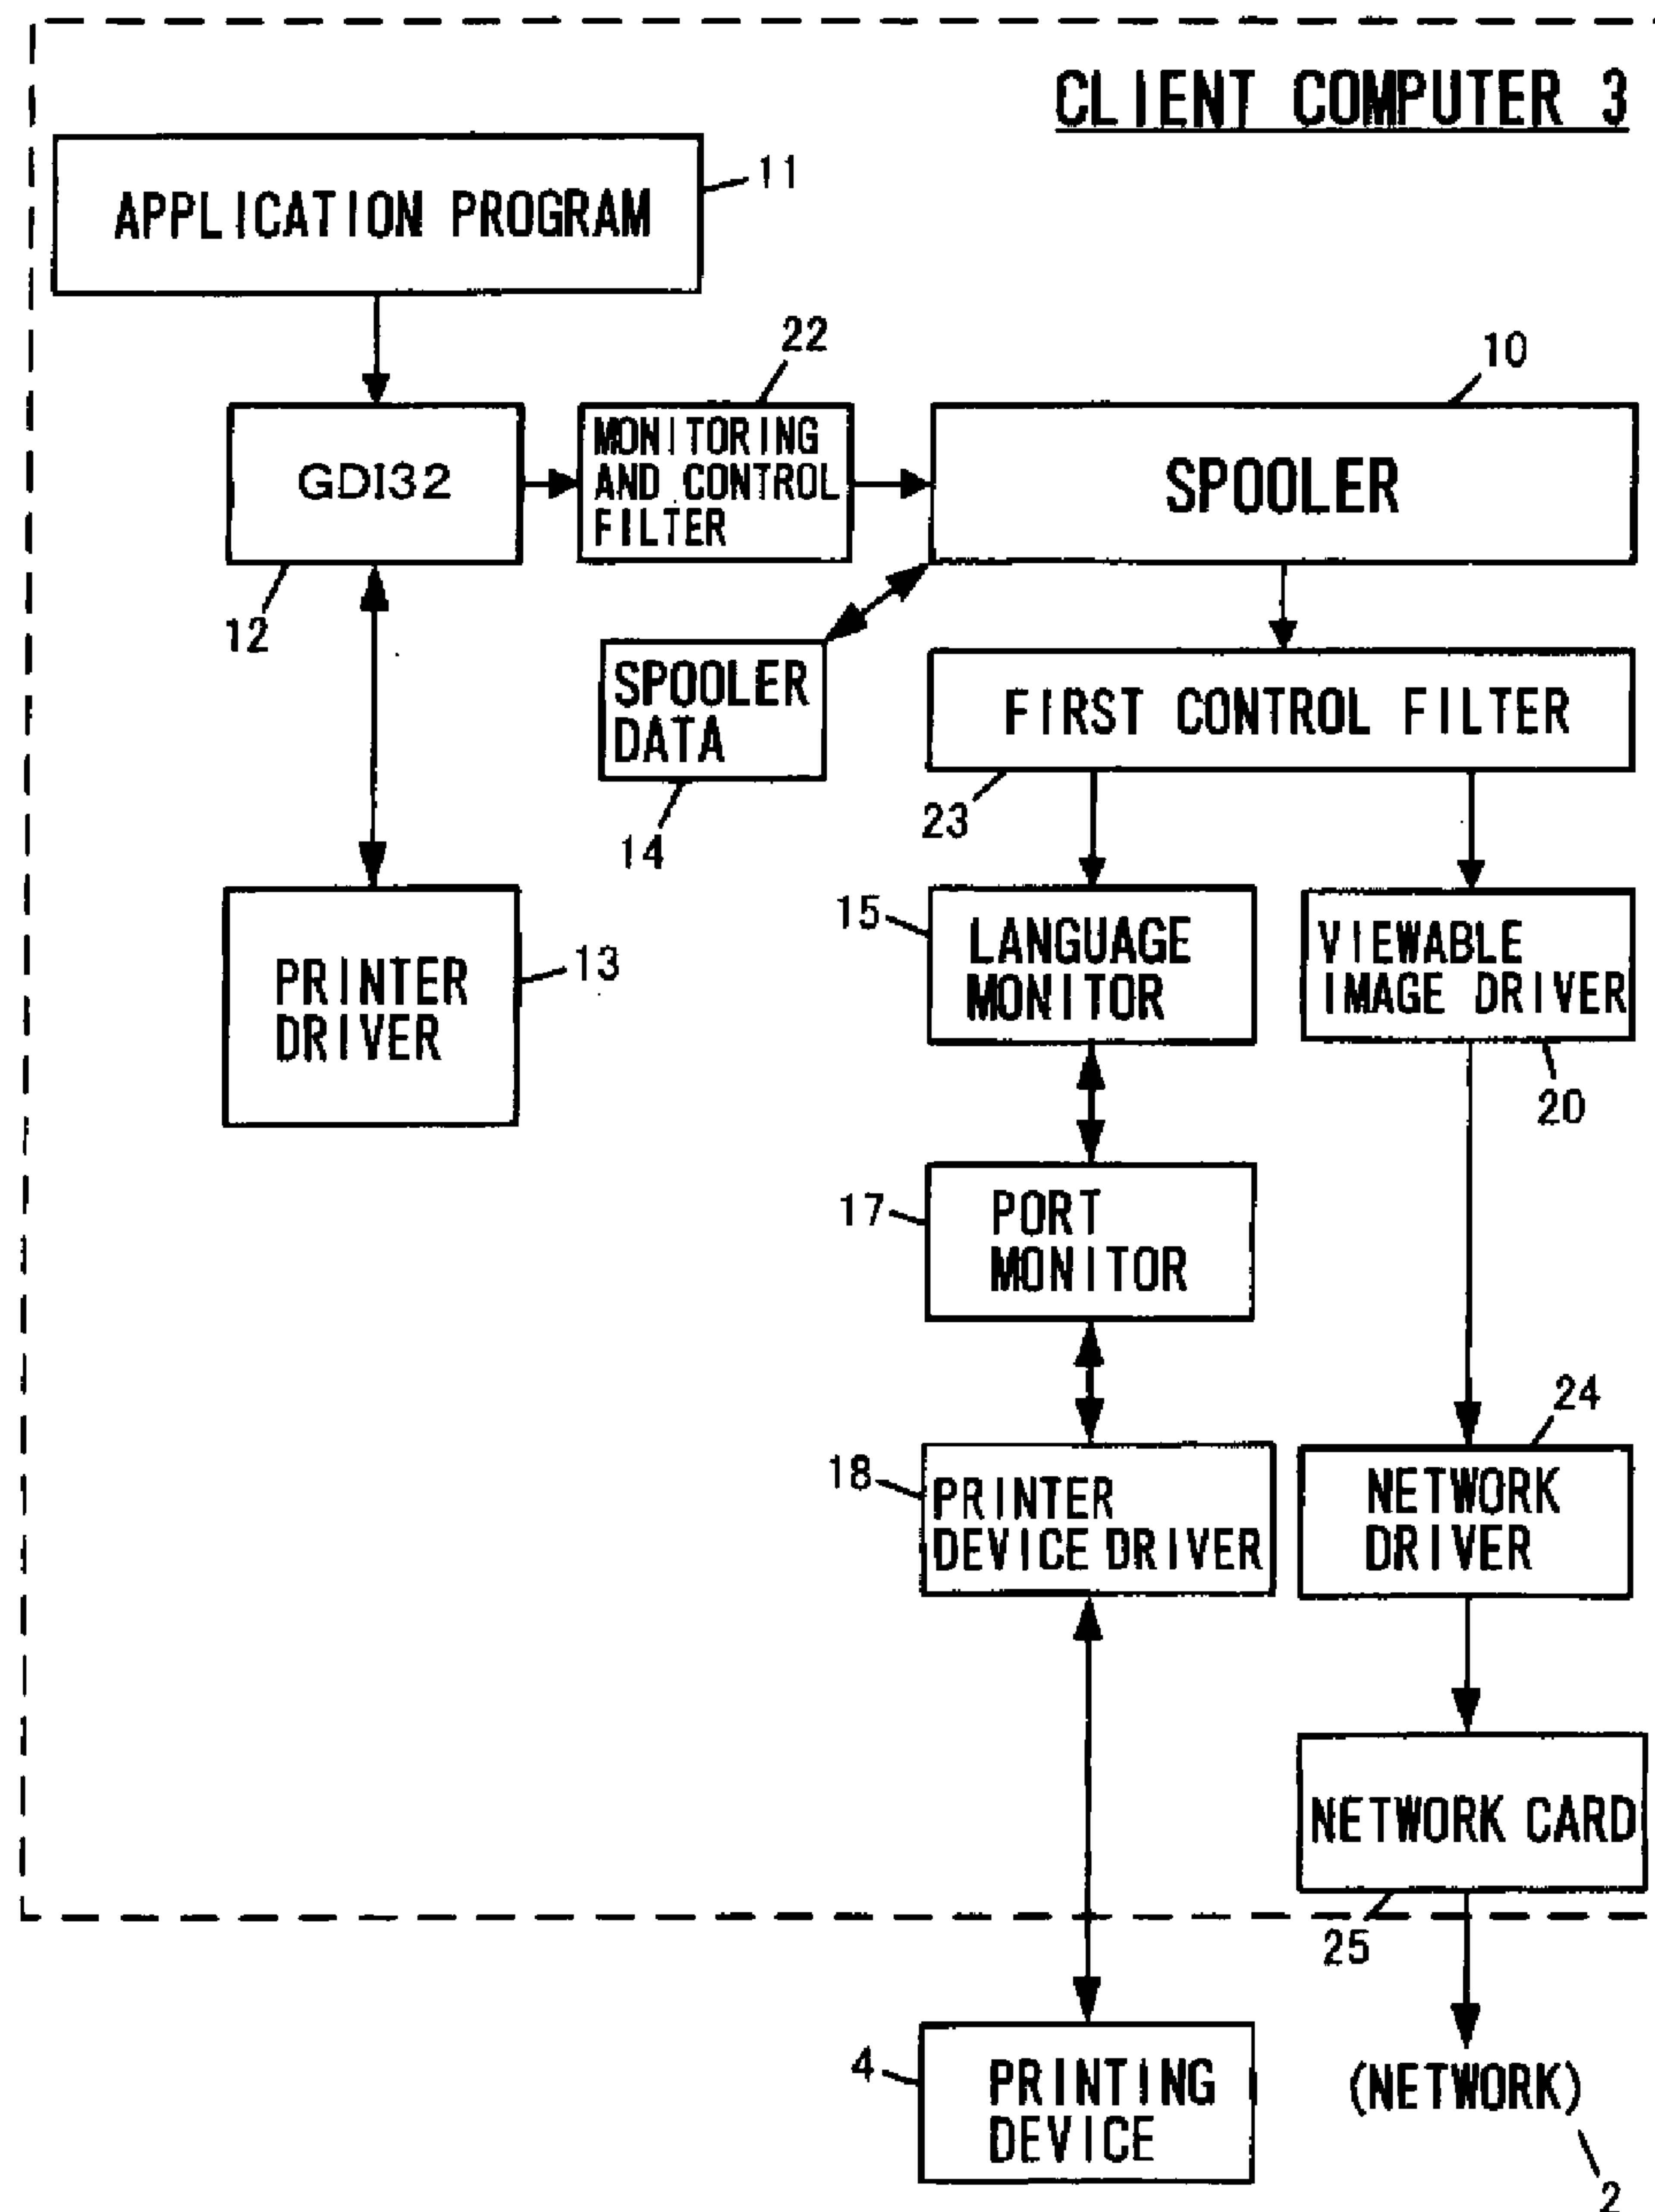 CLIENT COMPUTER 3
11
APPLICATION PROGRAM
22
10
GDI32
MONITORING
AND CONTROL
FILTER
SPOOLER
12
SPOOLER
DATA
14
FIRST CONTROL FILTER
23
15
LANGUAGE
MONITOR
VIEWABLE
IMAGE DRIVER
20
PRINTER
DRIVER
13
17
PORT
MONITOR
24
18
PRINTER
DEVICE DRIVER
NETWORK
DRIVER
NETWORK CARD
25
4
PRINTING
DEVICE
(NETWORK)
2